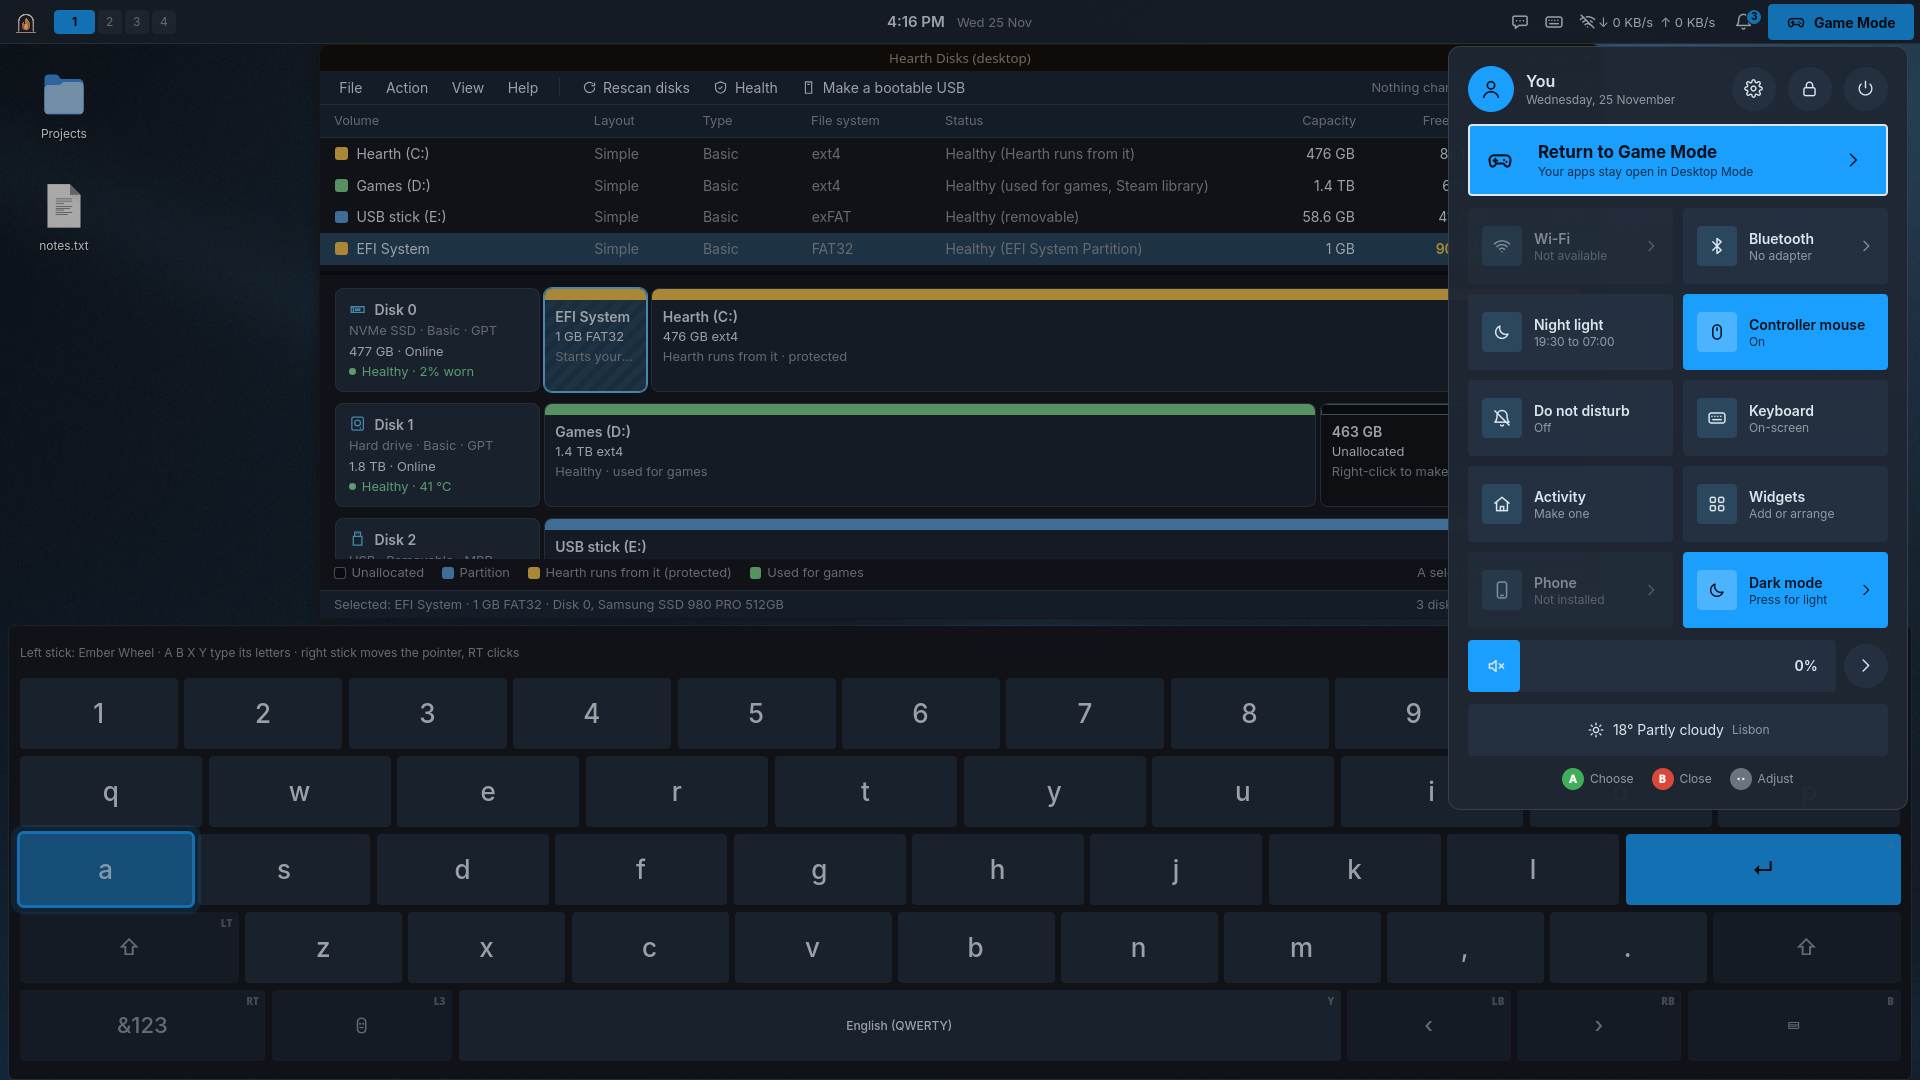 1 2 3 4
4:16 PM Wed 25 Nov
0 KB/s 0 KB/s
3
Game Mode
Projects
notes.txt
Hearth Disks (desktop)
File Action View Help Rescan disks Health Make a bootable USB
Volume Layout Type File system Status Capacity
Hearth (C:) Simple Basic ext4 Healthy (Hearth runs from it) 476 GB
Games (D:) Simple Basic ext4 Healthy (used for games, Steam library) 1.4 TB
USB stick (E:) Simple Basic exFAT Healthy (removable) 58.6 GB
EFI System Simple Basic FAT32 Healthy (EFI System Partition) 1 GB
Disk 0
NVMe SSD · Basic · GPT
477 GB · Online
Healthy · 2% worn
EFI System
1 GB FAT32
Starts your...
Hearth (C:)
476 GB ext4
Hearth runs from it · protected
Disk 1
Hard drive · Basic · GPT
1.8 TB · Online
Healthy · 41 °C
Games (D:)
1.4 TB ext4
Healthy · used for games
463 GB
Unallocated
Right-click to make
Disk 2
USB stick (E:)
Unallocated Partition Hearth runs from it (protected) Used for games
Selected: EFI System · 1 GB FAT32 · Disk 0, Samsung SSD 980 PRO 512GB
You
Wednesday, 25 November
Return to Game Mode
Your apps stay open in Desktop Mode
Wi-Fi
Not available
Bluetooth
No adapter
Night light
19:30 to 07:00
Controller mouse
On
Do not disturb
Off
Keyboard
On-screen
Activity
Make one
Widgets
Add or arrange
Phone
Not installed
Dark mode
Press for light
0%
18° Partly cloudy Lisbon
A Choose B Close Adjust
Left stick: Ember Wheel · A B X Y type its letters · right stick moves the pointer, RT clicks
1 2 3 4 5 6 7 8 9
q w e r t y u i
a s d f g h j k l
LT z x c v b n m , .
&123 RT L3 English (QWERTY) Y LB RB B